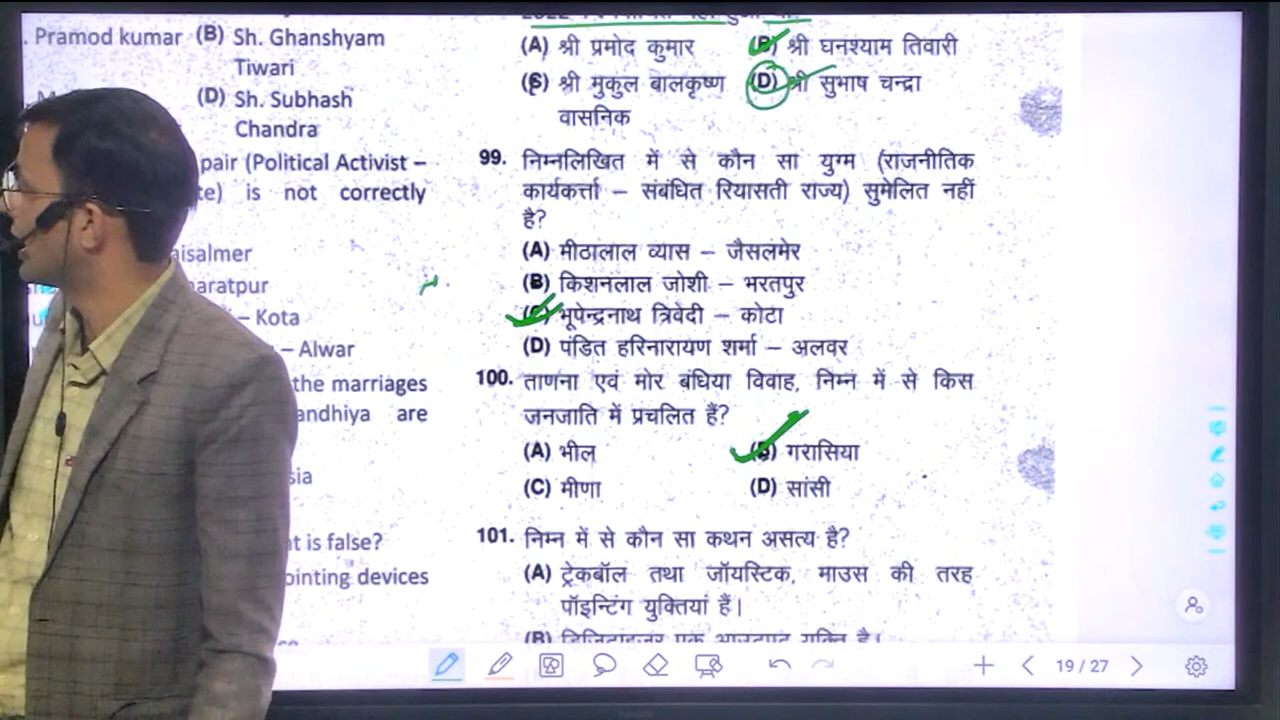 . Pramod kumar (B) Sh. Ghanshyam
Tiwari
(D) Sh. Subhash
Chandra
pair (Political Activist –
te) is not correctly
aisalmer
aratpur
– Kota
– Alwar
the marriages
andhiya are
sia
t is false?
ointing devices
(A) श्री प्रमोद कुमार (B) श्री घनश्याम तिवारी
श्री मुकुल बालकृष्ण (D) श्री सुभाष चन्द्रा
वासनिक
99. निम्नलिखित में से कौन सा युग्म (राजनीतिक
कार्यकर्त्ता – संबंधित रियासती राज्य) सुमेलित नहीं
है?
(A) मीठालाल व्यास – जैसलमेर
(B) किशनलाल जोशी – भरतपुर
(C) भूपेन्द्रनाथ त्रिवेदी – कोटा
(D) पंडित हरिनारायण शर्मा – अलवर
100. ताणना एवं मोर बंधिया विवाह, निम्न में से किस
जनजाति में प्रचलित हैं?
(A) भील (B) गरासिया
(C) मीणा (D) सांसी
101. निम्न में से कौन सा कथन असत्य है?
(A) ट्रेकबॉल तथा जॉयस्टिक, माउस की तरह
पॉइन्टिंग युक्तियां हैं।
(B) डिजिटाइजर एक आउटपुट युक्ति है।
19 / 27